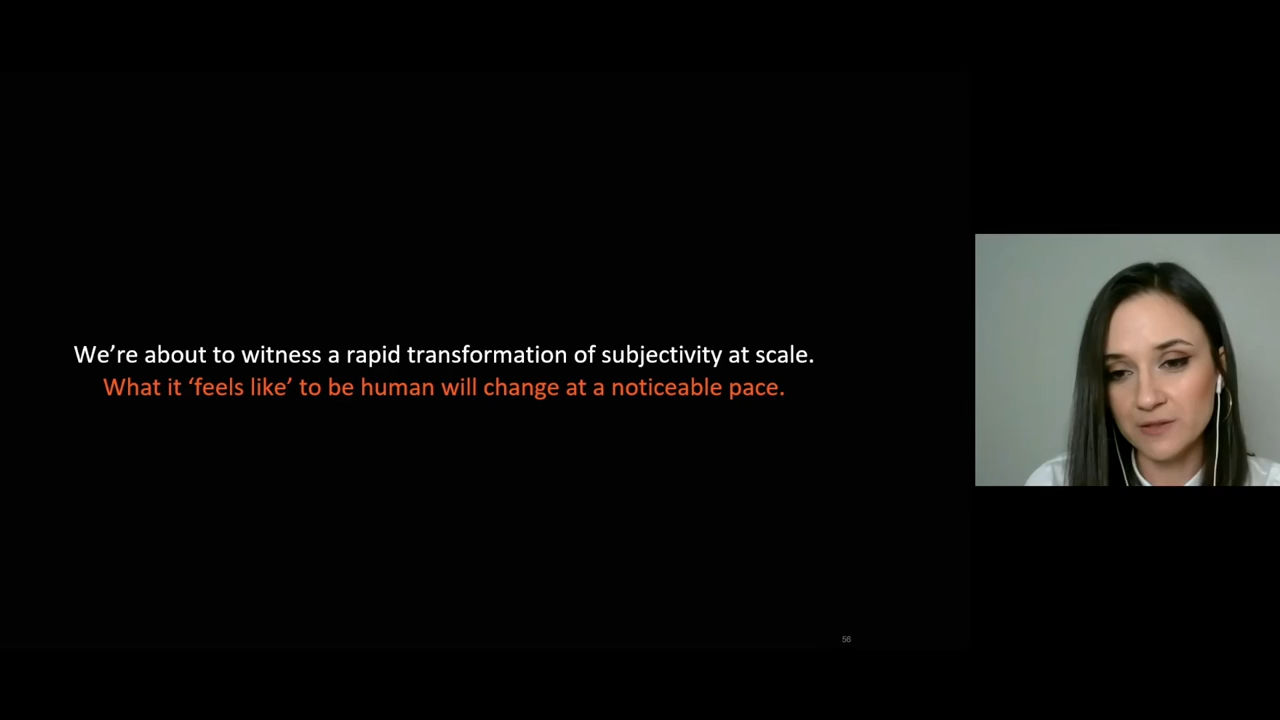 We’re about to witness a rapid transformation of subjectivity at scale.
What it ‘feels like’ to be human will change at a noticeable pace.
56